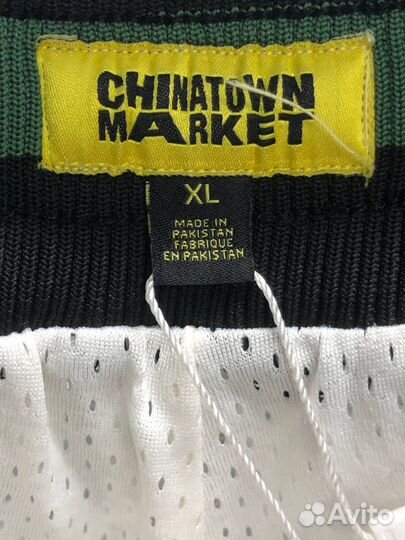 CHINATOWN
MARKET
XL
MADE IN
PAKISTAN
FABRIQUE
EN PAKISTAN
Avito